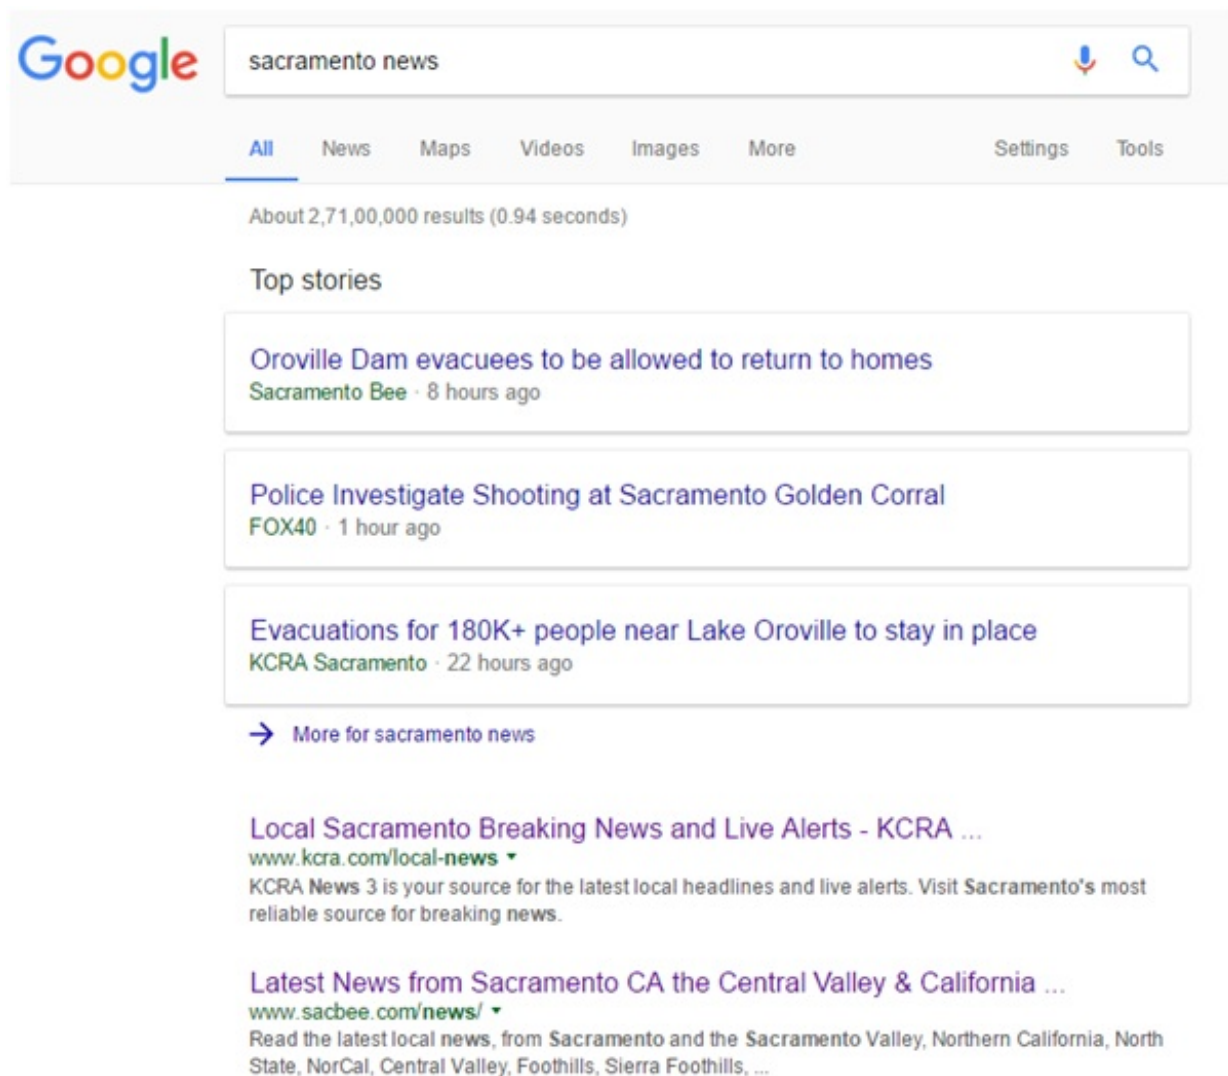 Google
sacramento news
All News Maps Videos Images More Settings Tools
About 2,71,00,000 results (0.94 seconds)
Top stories
Oroville Dam evacuees to be allowed to return to homes
Sacramento Bee · 8 hours ago
Police Investigate Shooting at Sacramento Golden Corral
FOX40 · 1 hour ago
Evacuations for 180K+ people near Lake Oroville to stay in place
KCRA Sacramento · 22 hours ago
→ More for sacramento news
Local Sacramento Breaking News and Live Alerts - KCRA ...
www.kcra.com/local-news
KCRA News 3 is your source for the latest local headlines and live alerts. Visit Sacramento's most
reliable source for breaking news.
Latest News from Sacramento CA the Central Valley & California ...
www.sacbee.com/news/
Read the latest local news, from Sacramento and the Sacramento Valley, Northern California, North
State, NorCal, Central Valley, Foothills, Sierra Foothills, ...